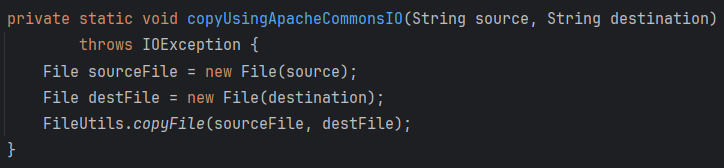 private static void copyUsingApacheCommonsIO(String source, String destination)
        throws IOException {
    File sourceFile = new File(source);
    File destFile = new File(destination);
    FileUtils.copyFile(sourceFile, destFile);
}